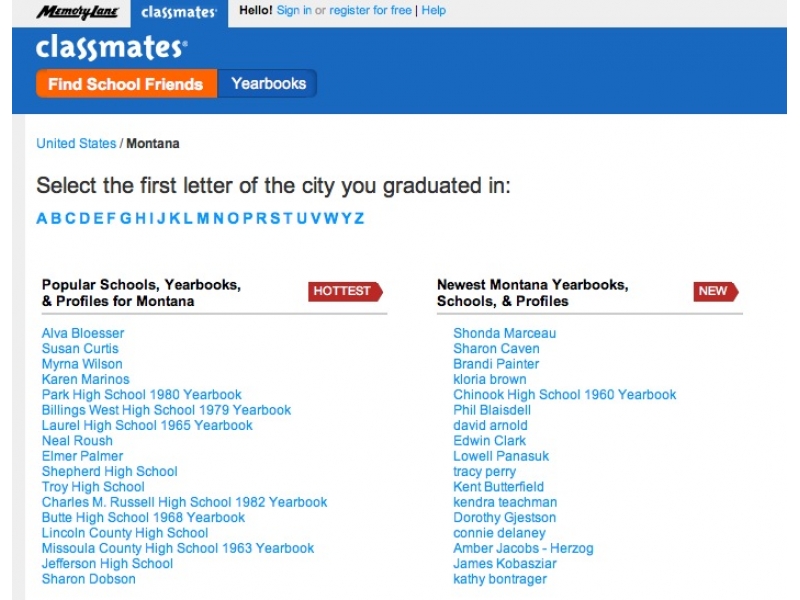 Memory Lane classmates Hello! Sign in or register for free | Help
classmates
Find School Friends Yearbooks
United States / Montana
Select the first letter of the city you graduated in:
A B C D E F G H I J K L M N O P R S T U V W Y Z
Popular Schools, Yearbooks,
& Profiles for Montana
HOTTEST
Alva Bloesser
Susan Curtis
Myrna Wilson
Karen Marinos
Park High School 1980 Yearbook
Billings West High School 1979 Yearbook
Laurel High School 1965 Yearbook
Neal Roush
Elmer Palmer
Shepherd High School
Troy High School
Charles M. Russell High School 1982 Yearbook
Butte High School 1968 Yearbook
Lincoln County High School
Missoula County High School 1963 Yearbook
Jefferson High School
Sharon Dobson
Newest Montana Yearbooks,
Schools, & Profiles
NEW
Shonda Marceau
Sharon Caven
Brandi Painter
kloria brown
Chinook High School 1960 Yearbook
Phil Blaisdell
david arnold
Edwin Clark
Lowell Panasuk
tracy perry
Kent Butterfield
kendra teachman
Dorothy Gjestson
connie delaney
Amber Jacobs - Herzog
James Kobasziar
kathy bontrager